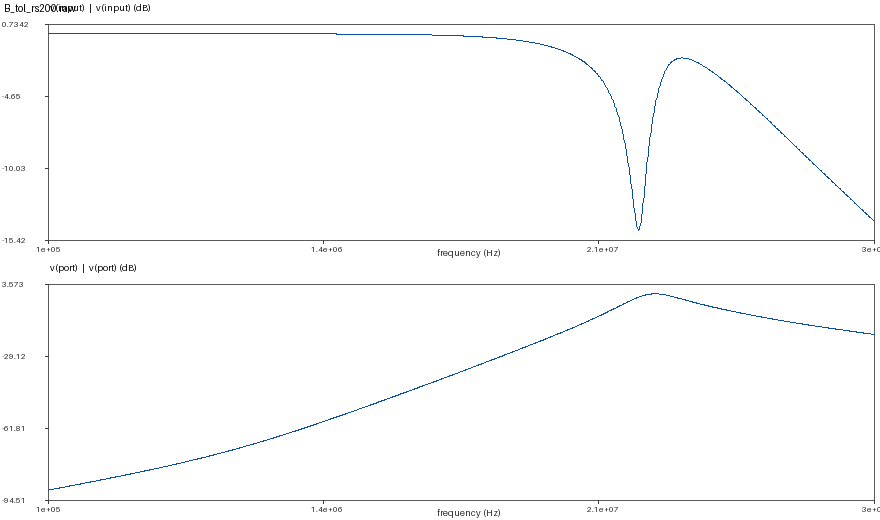 B_tol_rs200.raw
v(input) | v(input) (dB)
0.7342
-4.65
-10.03
-15.42
1e+05
1.4e+06
2.1e+07
3e+0
frequency (Hz)
v(port) | v(port) (dB)
3.573
-29.12
-61.81
-94.51
1e+05
1.4e+06
2.1e+07
3e+0
frequency (Hz)